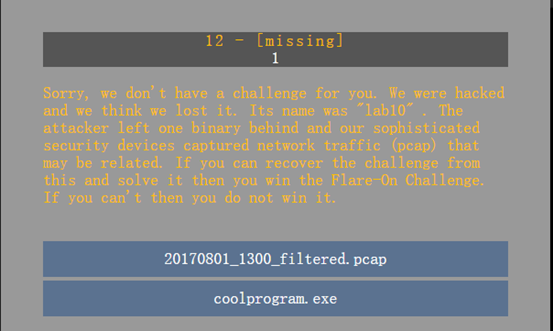 12 - [missing]
1
Sorry, we don't have a challenge for you. We were hacked
and we think we lost it. Its name was "lab10" . The
attacker left one binary behind and our sophisticated
security devices captured network traffic (pcap) that
may be related. If you can recover the challenge from
this and solve it then you win the Flare-On Challenge.
If you can't then you do not win it.
20170801_1300_filtered.pcap
coolprogram.exe